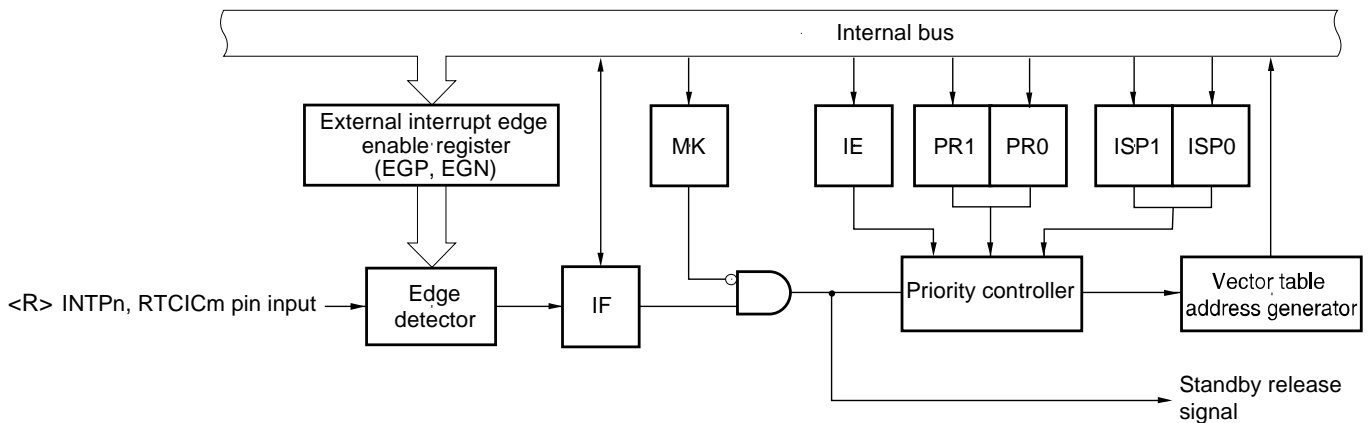 Internal bus
External interrupt edge
enable register
(EGP, EGN)
MK
IE
PR1
PR0
ISP1
ISP0
<R> INTPn, RTCICm pin input
Edge
detector
IF
Priority controller
Vector table
address generator
Standby release
signal